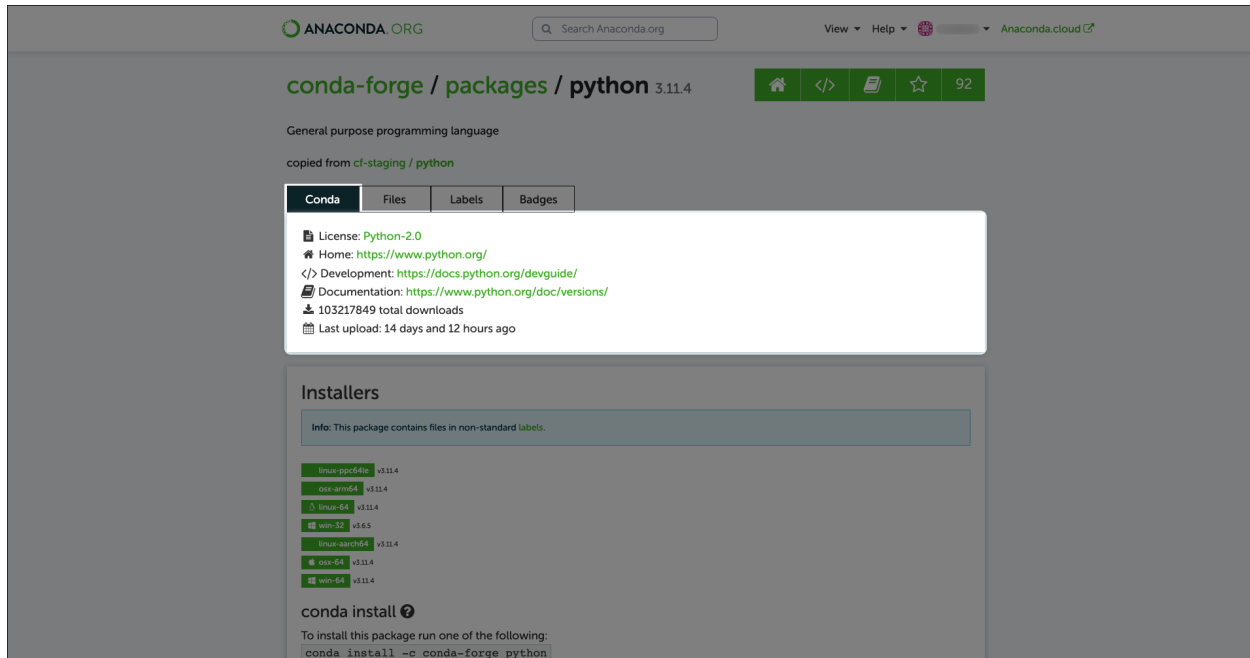 ANACONDA.ORG
Search Anaconda.org
View Help Anaconda.cloud
conda-forge / packages / python 3.11.4
92
General purpose programming language
copied from cf-staging / python
Conda Files Labels Badges
License: Python-2.0
Home: https://www.python.org/
</> Development: https://docs.python.org/devguide/
Documentation: https://www.python.org/doc/versions/
103217849 total downloads
Last upload: 14 days and 12 hours ago
Installers
Info: This package contains files in non-standard labels.
linux-ppc64le v3.11.4
osx-arm64 v3.11.4
linux-64 v3.11.4
win-32 v3.6.5
linux-aarch64 v3.11.4
osx-64 v3.11.4
win-64 v3.11.4
conda install
To install this package run one of the following:
conda install -c conda-forge python